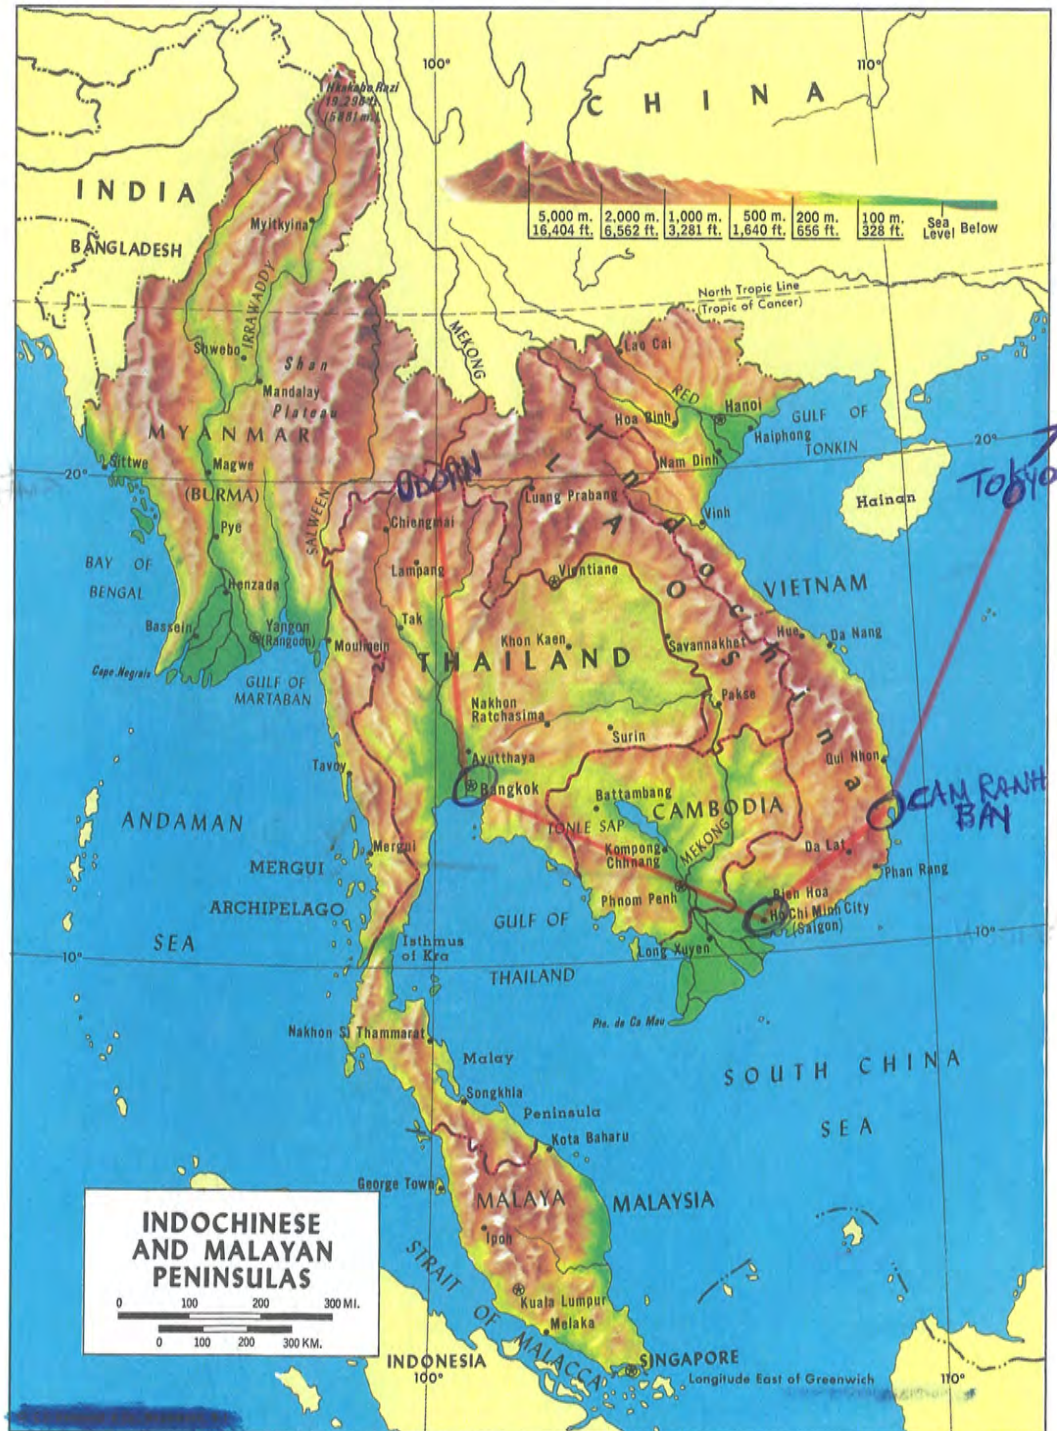 100°
110°
Hkakabo Razi
19,296 ft.
(5881 m.)
C H I N A
INDIA
BANGLADESH
Myitkyina
5,000 m. 2,000 m. 1,000 m. 500 m. 200 m. 100 m. Sea
16,404 ft. 6,562 ft. 3,281 ft. 1,640 ft. 656 ft. 328 ft. Level Below
North Tropic Line
(Tropic of Cancer)
IRRAWADDY
MEKONG
Shwebo
Lao Cai
Shan
Mandalay
Plateau
RED
Hanoi
Hoa Binh
GULF OF
MYANMAR
Haiphong
TONKIN
Nam Dinh
20°
Sittwe
20°
Magwe
UDORN
TOKYO
(BURMA)
Luang Prabang
Hainan
SALWEEN
Chiengmai
Vinh
Pye
LAOS
Indochina
BAY OF
BENGAL
Lampang
Vientiane
VIETNAM
Henzada
Bassein
Yangon
(Rangoon)
Moulmein
Tak
Khon Kaen
Savannakhet
Hue
Da Nang
THAILAND
Cape Negrais
GULF OF
MARTABAN
Nakhon
Ratchasima
Surin
Pakse
Tavoy
Ayutthaya
Qui Nhon
Bangkok
Battambang
CAMBODIA
CAM RANH
BAY
ANDAMAN
TONLE SAP
Mergui
MERGUI
Kompong
Chhnang
MEKONG
Da Lat
Phan Rang
ARCHIPELAGO
Phnom Penh
Bien Hoa
Ho Chi Minh City
(Saigon)
SEA
GULF OF
10°
Isthmus
of Kra
Long Xuyen
10°
THAILAND
Pte. de Ca Mau
Nakhon Si Thammarat
Malay
SOUTH CHINA
Songkhla
Peninsula
SEA
Kota Baharu
George Town
MALAYA
MALAYSIA
INDOCHINESE
AND MALAYAN
PENINSULAS
Ipoh
0 100 200 300 MI.
0 100 200 300 KM.
STRAIT OF MALACCA
Kuala Lumpur
Melaka
INDONESIA
SINGAPORE
Longitude East of Greenwich
100°
110°